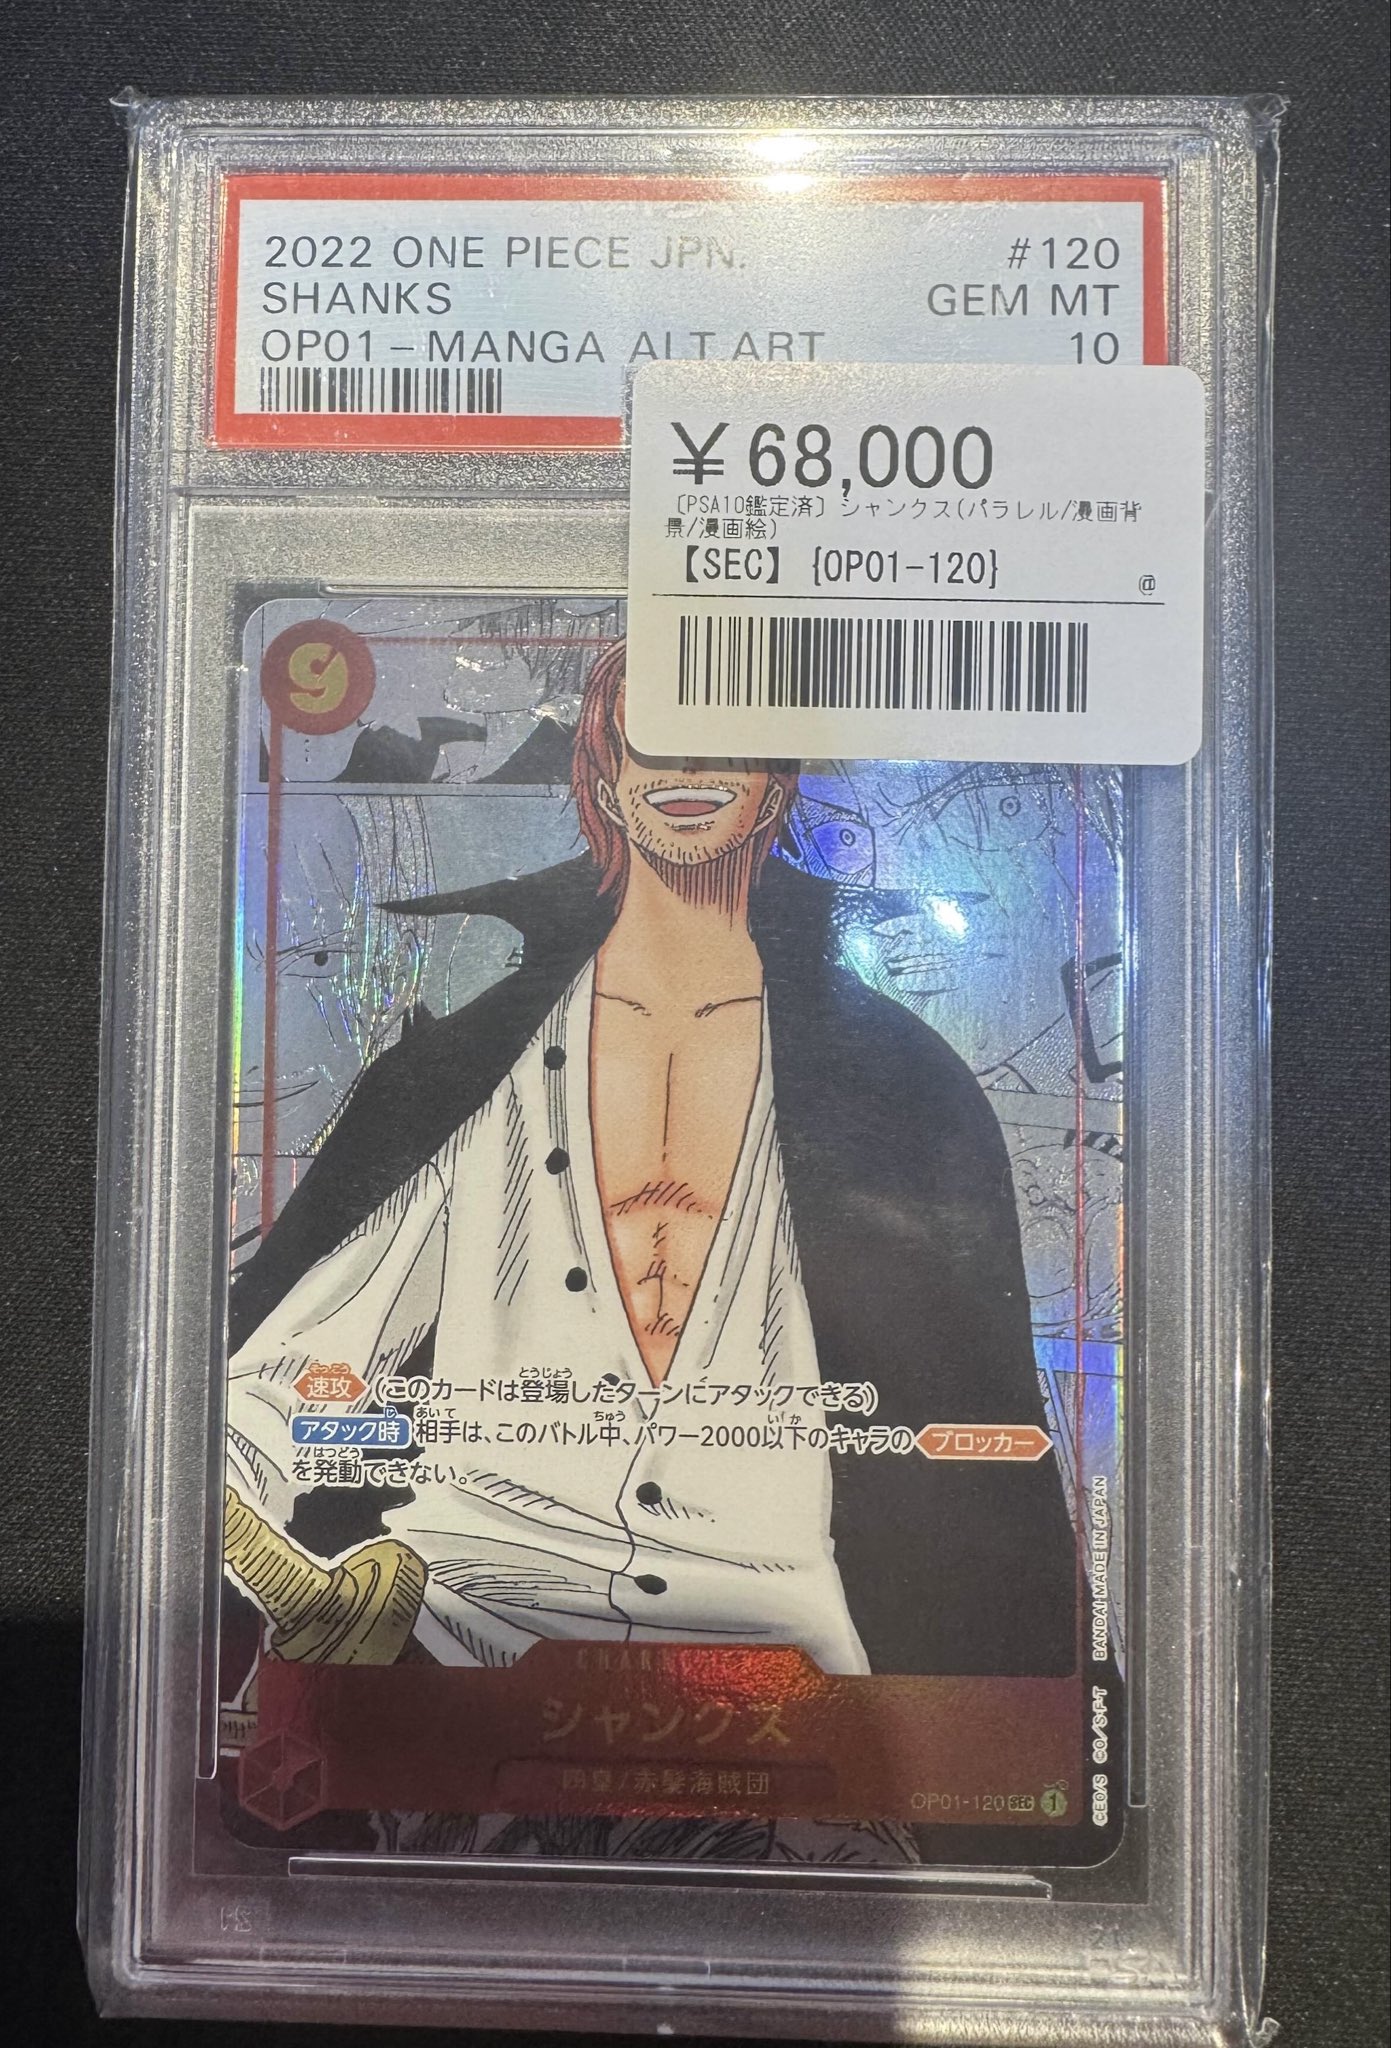 2022 ONE PIECE JPN. #120
SHANKS GEM MT
OP01 - MANGA ALT ART 10
¥68,000
〔PSA10鑑定済〕シャンクス(パラレル/漫画背
景/漫画絵)
【SEC】 {OP01-120}
@
9
速攻 (このカードは登場したターンにアタックできる)
アタック時 相手は、このバトル中、パワー2000以下のキャラの ブロッカー
を発動できない。
シャンクス
四皇/赤髪海賊団
OP01-120 SEC 1
©E.O/S ©O/S・F・T BANDAI MADE IN JAPAN